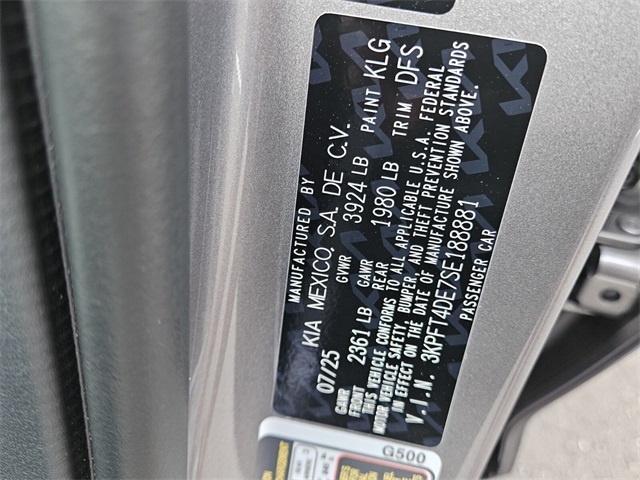 MANUFACTURED BY
KIA MEXICO, S.A. DE C.V.
07/25 GVWR 3924 LB PAINT KLG
GAWR FRONT 2361 LB GAWR REAR 1980 LB TRIM DFS
THIS VEHICLE CONFORMS TO ALL APPLICABLE U.S.A. FEDERAL
MOTOR VEHICLE SAFETY, BUMPER, AND THEFT PREVENTION STANDARDS
IN EFFECT ON THE DATE OF MANUFACTURE SHOWN ABOVE.
V.I.N. 3KPFT4DE7SE188881
PASSENGER CAR
G500